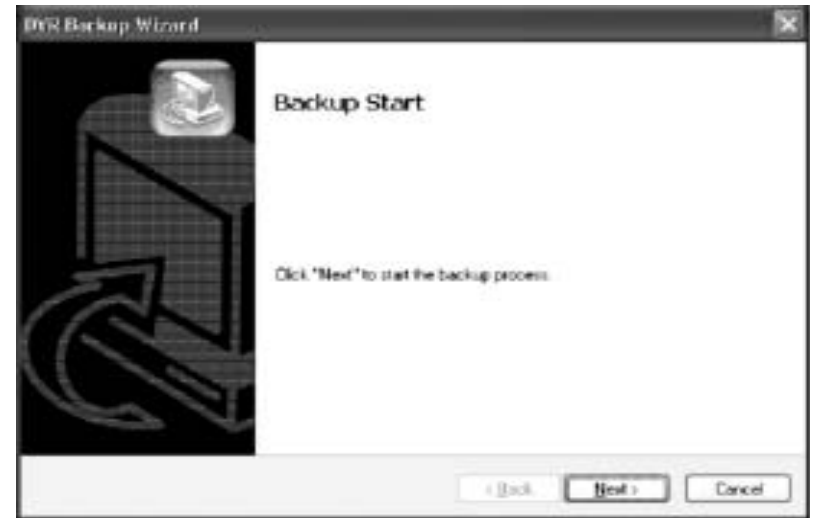 DVR Backup Wizard
Backup Start
Click "Next" to start the backup process.
< Back
Next >
Cancel